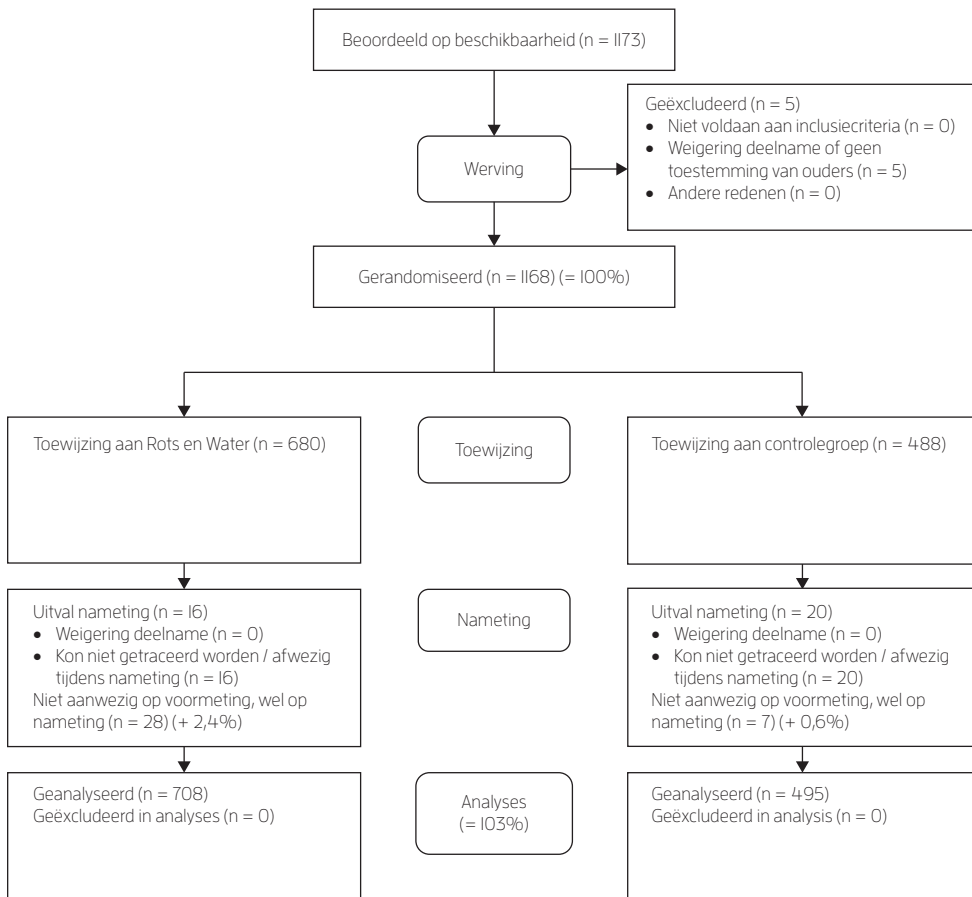 Beoordeeld op beschikbaarheid (n = 1173)
Geëxcludeerd (n = 5)
• Niet voldaan aan inclusiecriteria (n = 0)
• Weigering deelname of geen
toestemming van ouders (n = 5)
• Andere redenen (n = 0)
Werving
Gerandomiseerd (n = 1168) (= 100%)
Toewijzing aan Rots en Water (n = 680)
Toewijzing
Toewijzing aan controlegroep (n = 488)
Uitval nameting (n = 16)
• Weigering deelname (n = 0)
• Kon niet getraceerd worden / afwezig
tijdens nameting (n = 16)
Niet aanwezig op voormeting, wel op
nameting (n = 28) (+ 2,4%)
Nameting
Uitval nameting (n = 20)
• Weigering deelname (n = 0)
• Kon niet getraceerd worden / afwezig
tijdens nameting (n = 20)
Niet aanwezig op voormeting, wel op
nameting (n = 7) (+ 0,6%)
Geanalyseerd (n = 708)
Geëxcludeerd in analyses (n = 0)
Analyses
(= 103%)
Geanalyseerd (n = 495)
Geëxcludeerd in analysis (n = 0)